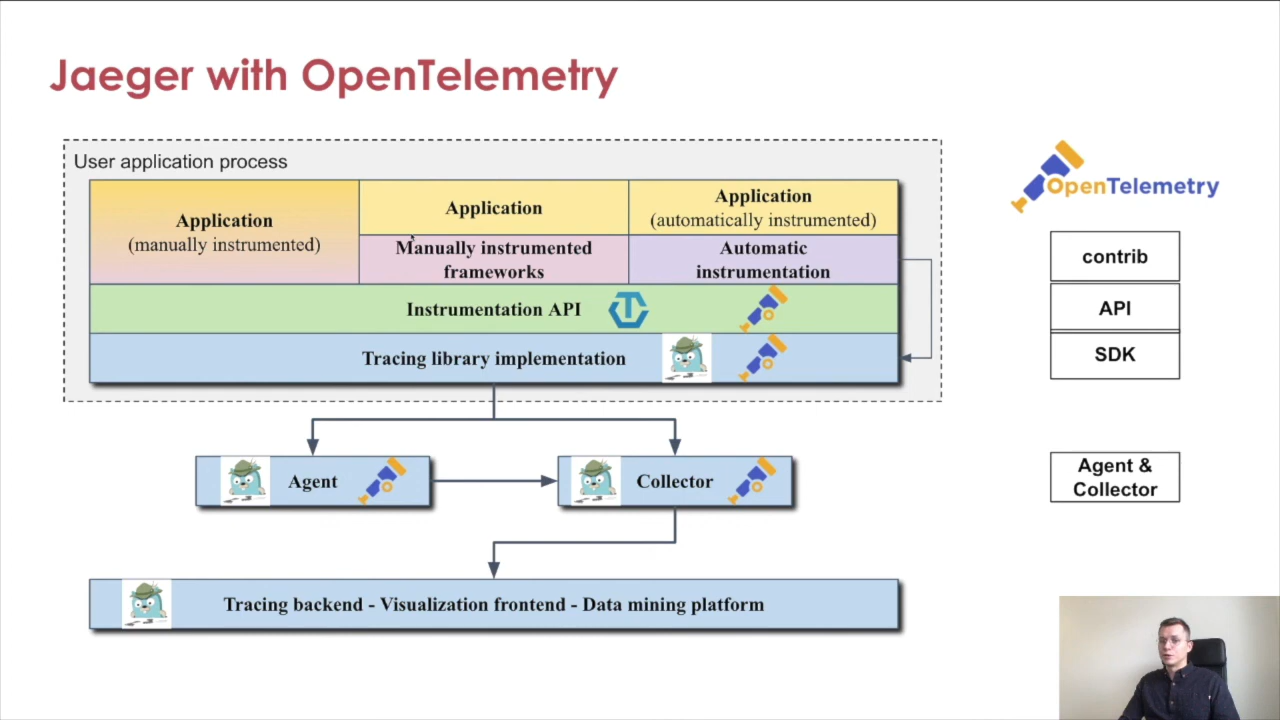 Jaeger with OpenTelemetry
User application process
Application
(manually instrumented)
Application
Manually instrumented
frameworks
Application
(automatically instrumented)
Automatic
instrumentation
Instrumentation API
Tracing library implementation
Agent
Collector
Tracing backend - Visualization frontend - Data mining platform
OpenTelemetry
contrib
API
SDK
Agent &
Collector